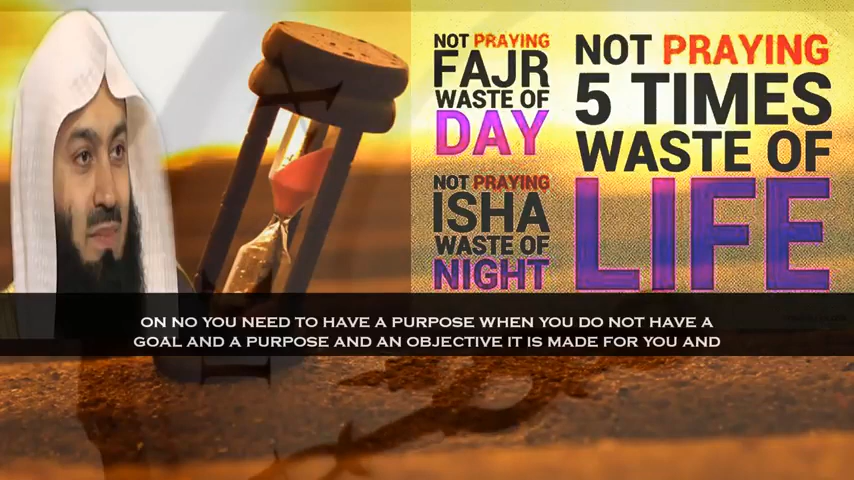 NOT PRAYING
FAJR
WASTE OF
DAY
NOT PRAYING
ISHA
WASTE OF
NIGHT
NOT PRAYING
5 TIMES
WASTE OF
LIFE
ON NO YOU NEED TO HAVE A PURPOSE WHEN YOU DO NOT HAVE A
GOAL AND A PURPOSE AND AN OBJECTIVE IT IS MADE FOR YOU AND